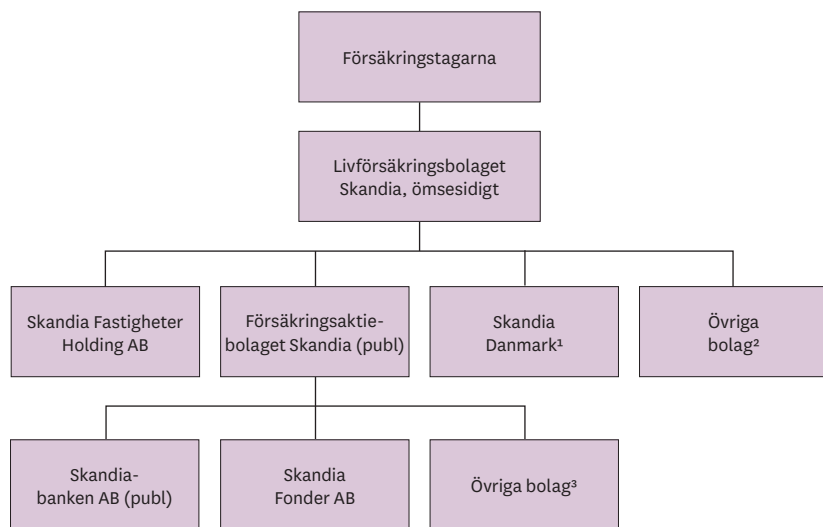 Försäkringstagarna
Livförsäkringsbolaget
Skandia, ömsesidigt
Skandia Fastigheter
Holding AB
Försäkringsaktie-
bolaget Skandia (publ)
Skandia
Danmark¹
Övriga
bolag²
Skandia-
banken AB (publ)
Skandia
Fonder AB
Övriga bolag³